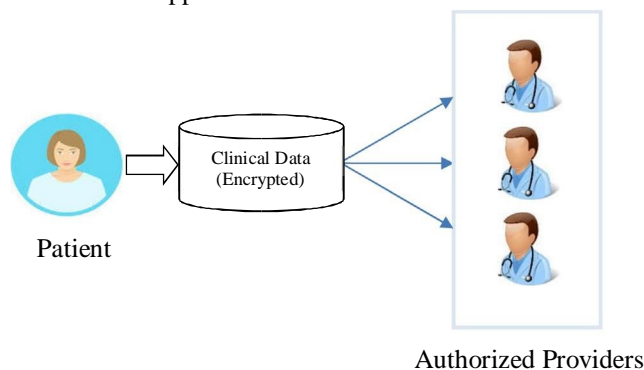 Clinical Data
(Encrypted)
Patient
Authorized Providers